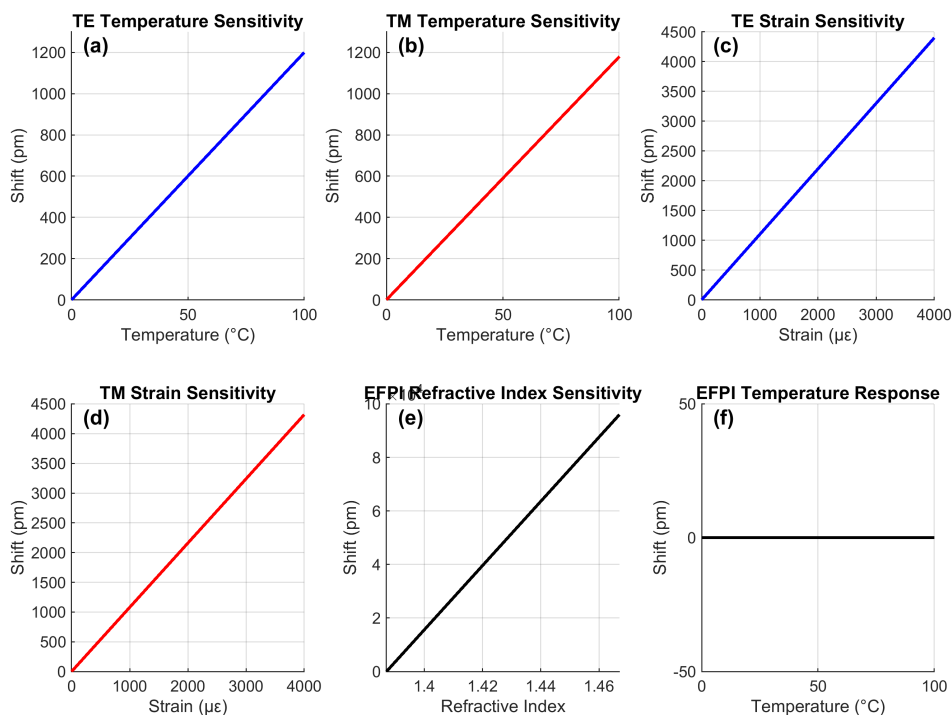 TE Temperature Sensitivity
(a)
1200
1000
800
600
400
200
0
Shift (pm)
0 50 100
Temperature (°C)
TM Temperature Sensitivity
(b)
1200
1000
800
600
400
200
0
Shift (pm)
0 50 100
Temperature (°C)
TE Strain Sensitivity
(c)
4500
4000
3500
3000
2500
2000
1500
1000
500
0
Shift (pm)
0 1000 2000 3000 4000
Strain (με)
TM Strain Sensitivity
(d)
4500
4000
3500
3000
2500
2000
1500
1000
500
0
Shift (pm)
0 1000 2000 3000 4000
Strain (με)
EFPI Refractive Index Sensitivity
(e)
10
8
6
4
2
0
Shift (pm)
1.4 1.42 1.44 1.46
Refractive Index
EFPI Temperature Response
(f)
50
0
-50
Shift (pm)
0 50 100
Temperature (°C)